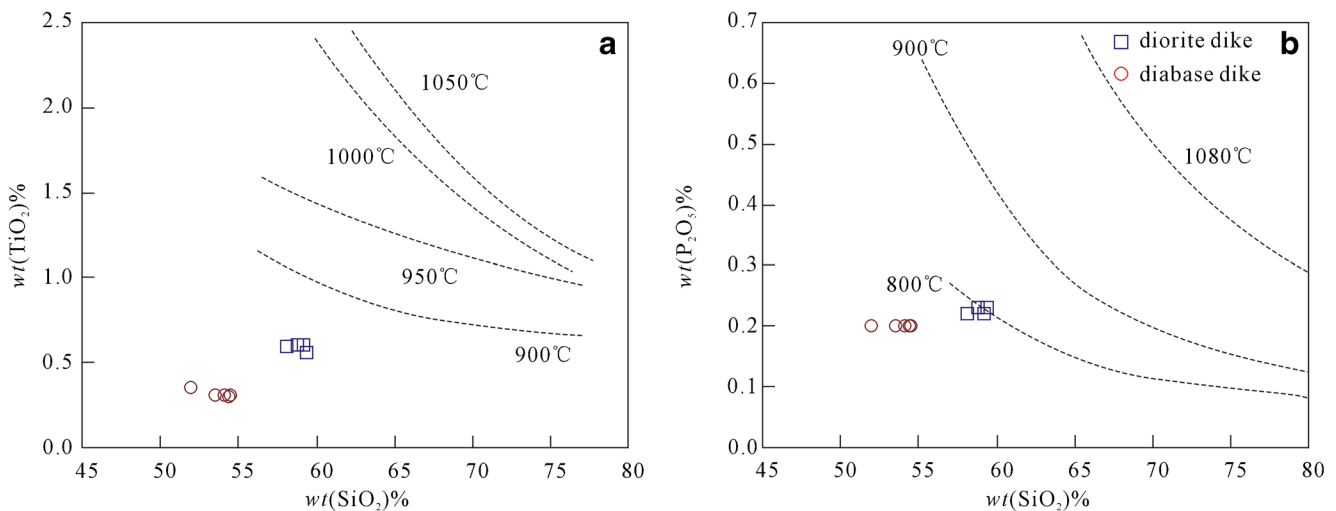 a
2.5
2.0
1.5
1.0
0.5
0.0
wt(TiO₂)%
1050℃
1000℃
950℃
900℃
45 50 55 60 65 70 75 80
wt(SiO₂)%
b
0.7
0.6
0.5
0.4
0.3
0.2
0.1
0.0
wt(P₂O₅)%
diorite dike
diabase dike
900℃
1080℃
800℃
45 50 55 60 65 70 75 80
wt(SiO₂)%